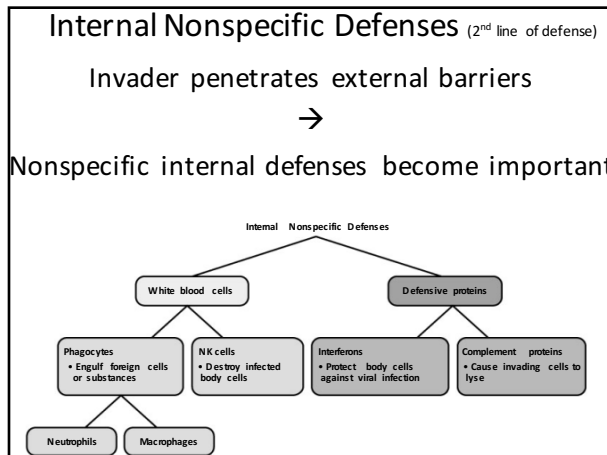 Internal Nonspecific Defenses (2nd line of defense)
Invader penetrates external barriers
→
Nonspecific internal defenses become important
Internal Nonspecific Defenses
White blood cells
Defensive proteins
Phagocytes
• Engulf foreign cells
or substances
NK cells
• Destroy infected
body cells
Interferons
• Protect body cells
against viral infection
Complement proteins
• Cause invading cells to
lyse
Neutrophils
Macrophages